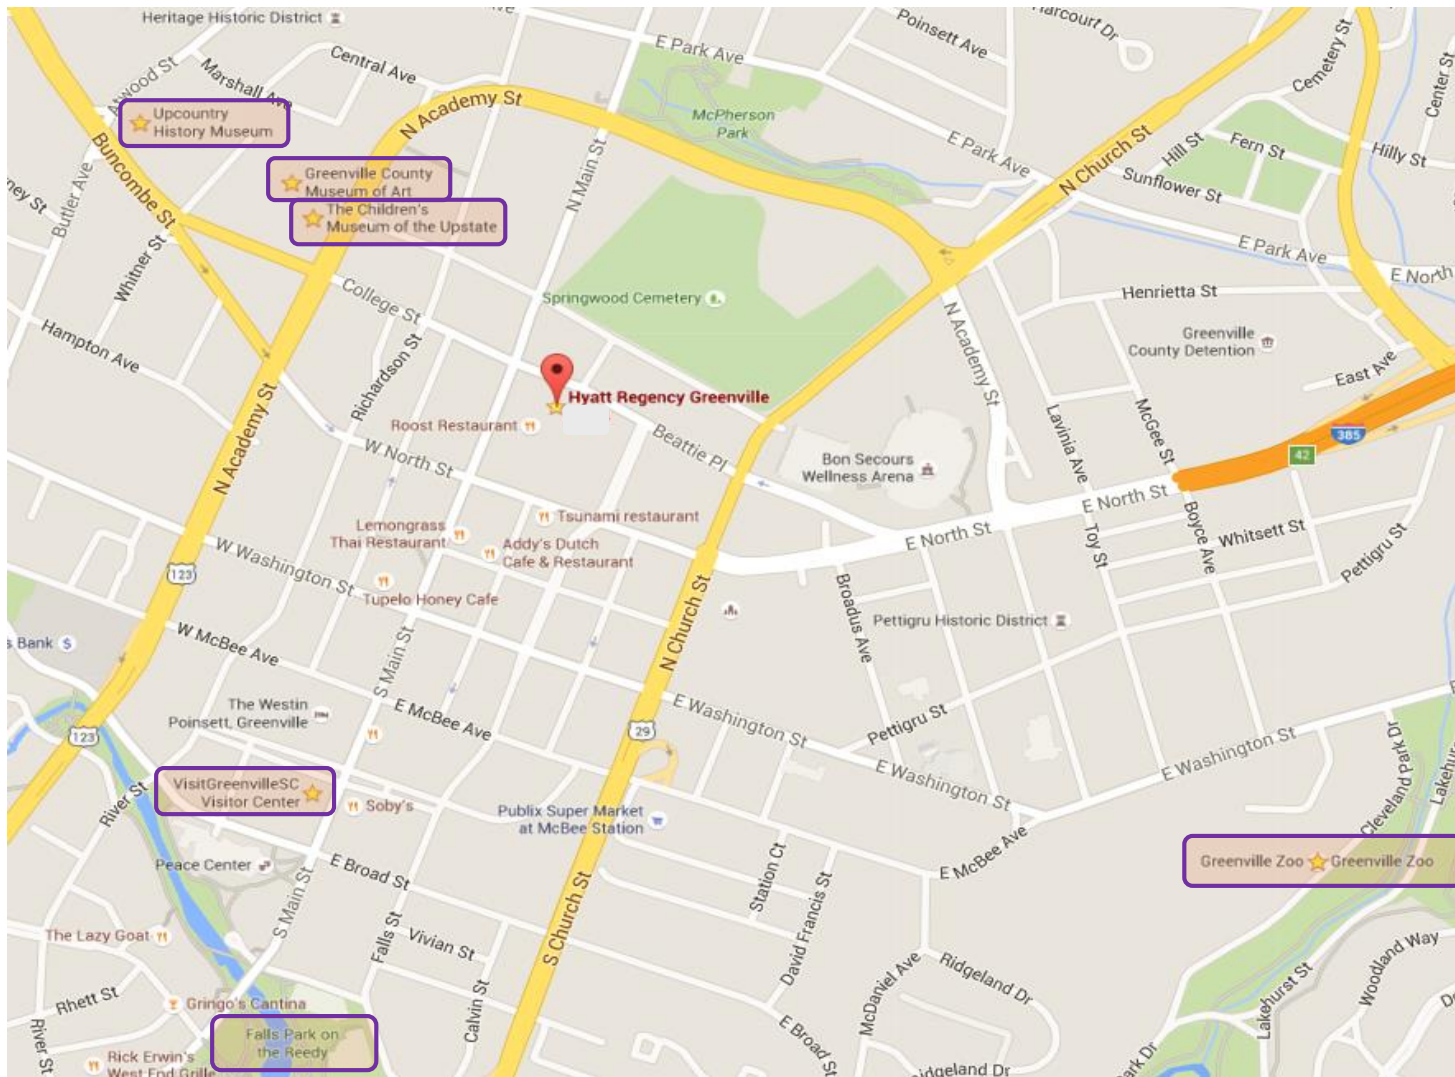 Heritage Historic District
Ave
Poinsett Ave
Harcourt Dr
E Park Ave
Cemetery St
Center St
Atwood St
Marshall Ave
Central Ave
N Academy St
Upcountry
History Museum
McPherson
Park
E Park Ave
N Church St
Hill St
Fern St
Hilly St
Sunflower St
Buncombe St
Butler Ave
ney St
Greenville County
Museum of Art
The Children's
Museum of the Upstate
N Main St
E Park Ave
E North
Whitner St
College St
Springwood Cemetery
Henrietta St
N Academy St
Greenville
County Detention
Hampton Ave
Richardson St
East Ave
Hyatt Regency Greenville
Roost Restaurant
Beattie Pl
Lavinia Ave
McGee St
385
42
N Academy St
W North St
Bon Secours
Wellness Arena
E North St
Boyce Ave
Tsunami restaurant
Lemongrass
Thai Restaurant
Addy's Dutch
Cafe & Restaurant
E North St
Toy St
Whitsett St
Pettigru St
W Washington St
123
Tupelo Honey Cafe
Broadus Ave
N Church St
Pettigru Historic District
s Bank $
W McBee Ave
S Main St
The Westin
Poinsett, Greenville
E McBee Ave
E Washington St
Pettigru St
123
29
E Washington St
E Washington St
Cleveland Park Dr
Lakehur
VisitGreenvilleSC
Visitor Center
River St
Soby's
Publix Super Market
at McBee Station
Peace Center
E Broad St
E McBee Ave
Greenville Zoo Greenville Zoo
Station Ct
David Francis St
S Church St
S Main St
Falls St
The Lazy Goat
Vivian St
McDaniel Ave
Ridgeland Dr
Woodland Way
Rhett St
Gringo's Cantina
Calvin St
Lakehurst St
River St
Falls Park on
the Reedy
E Broad St
Rick Erwin's
West End Grille
idgeland Dr
Park Dr